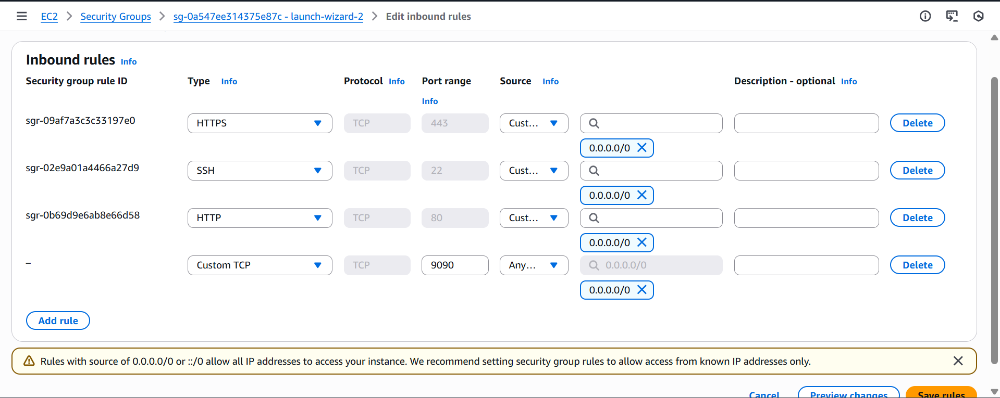 EC2 > Security Groups > sg-0a547ee314375e87c - launch-wizard-2 > Edit inbound rules
Inbound rules Info
Security group rule ID Type Info Protocol Info Port range Info Source Info Description - optional Info
sgr-09af7a3c3c33197e0 HTTPS TCP 443 Cust... Delete
0.0.0.0/0
sgr-02e9a01a4466a27d9 SSH TCP 22 Cust... Delete
0.0.0.0/0
sgr-0b69d9e6ab8e66d58 HTTP TCP 80 Cust... Delete
0.0.0.0/0
– Custom TCP TCP 9090 Any... 0.0.0.0/0 Delete
0.0.0.0/0
Add rule
Rules with source of 0.0.0.0/0 or ::/0 allow all IP addresses to access your instance. We recommend setting security group rules to allow access from known IP addresses only.
Cancel Preview changes Save rules